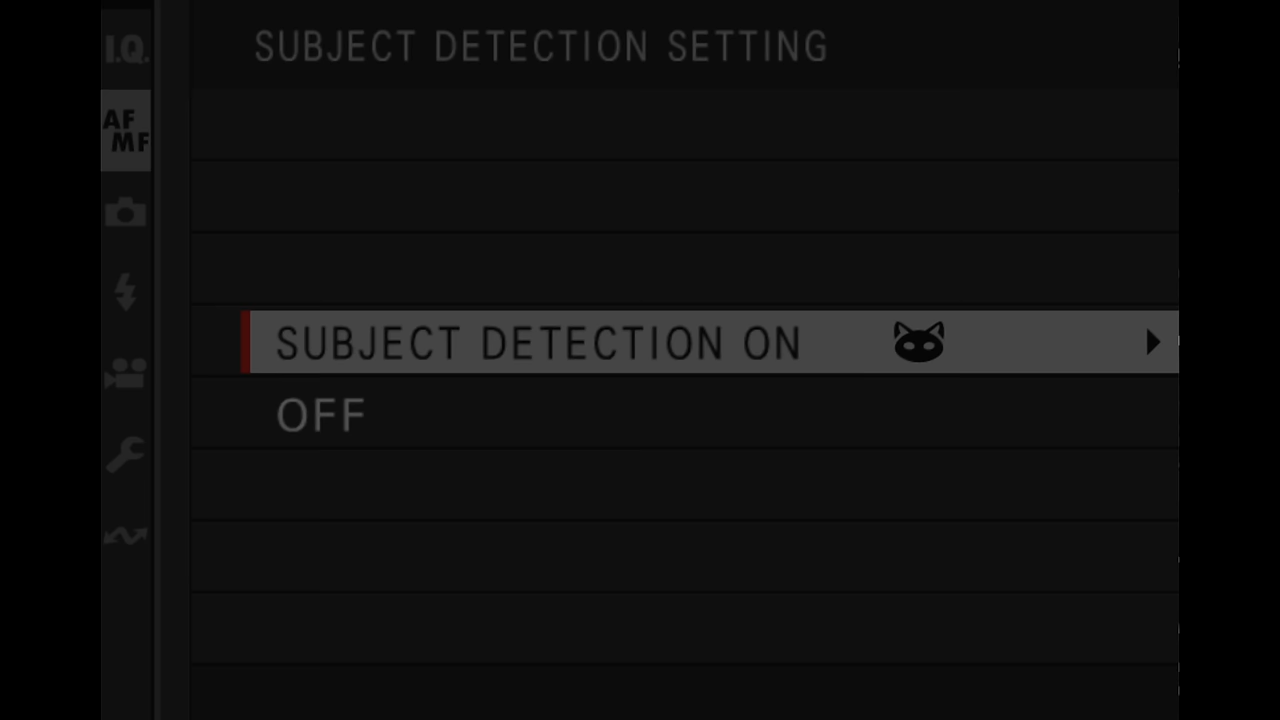 I.Q.
SUBJECT DETECTION SETTING
AF
MF
SUBJECT DETECTION ON
OFF